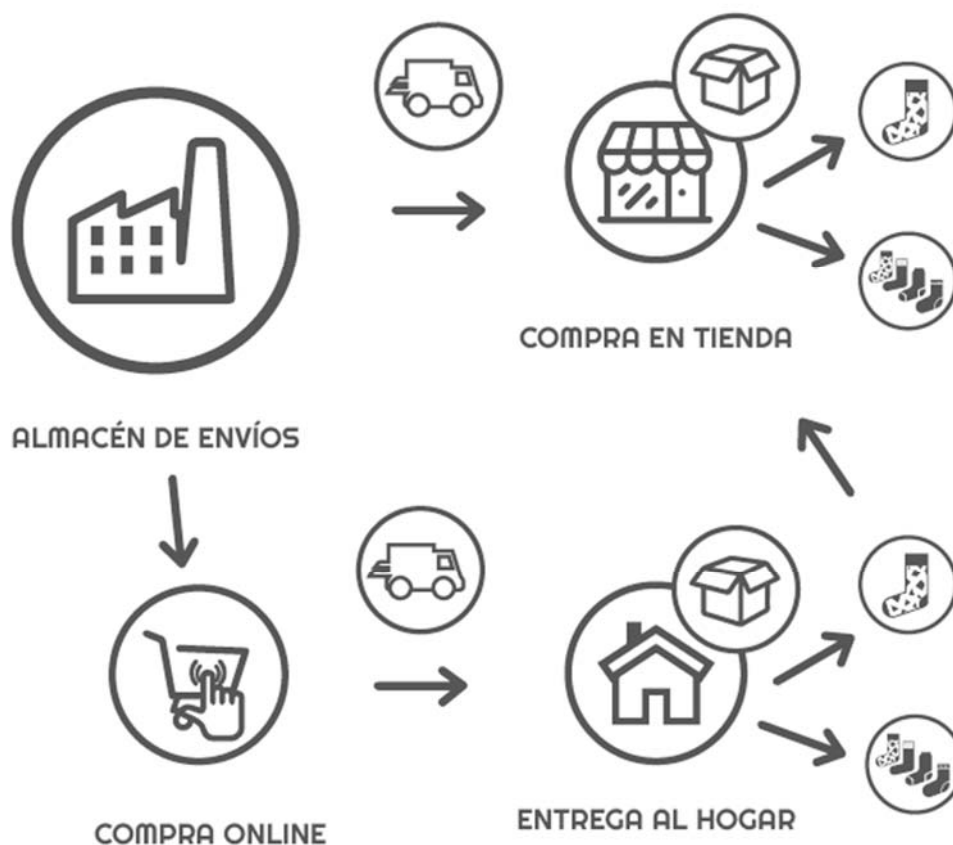 COMPRA EN TIENDA
ALMACÉN DE ENVÍOS
COMPRA ONLINE
ENTREGA AL HOGAR